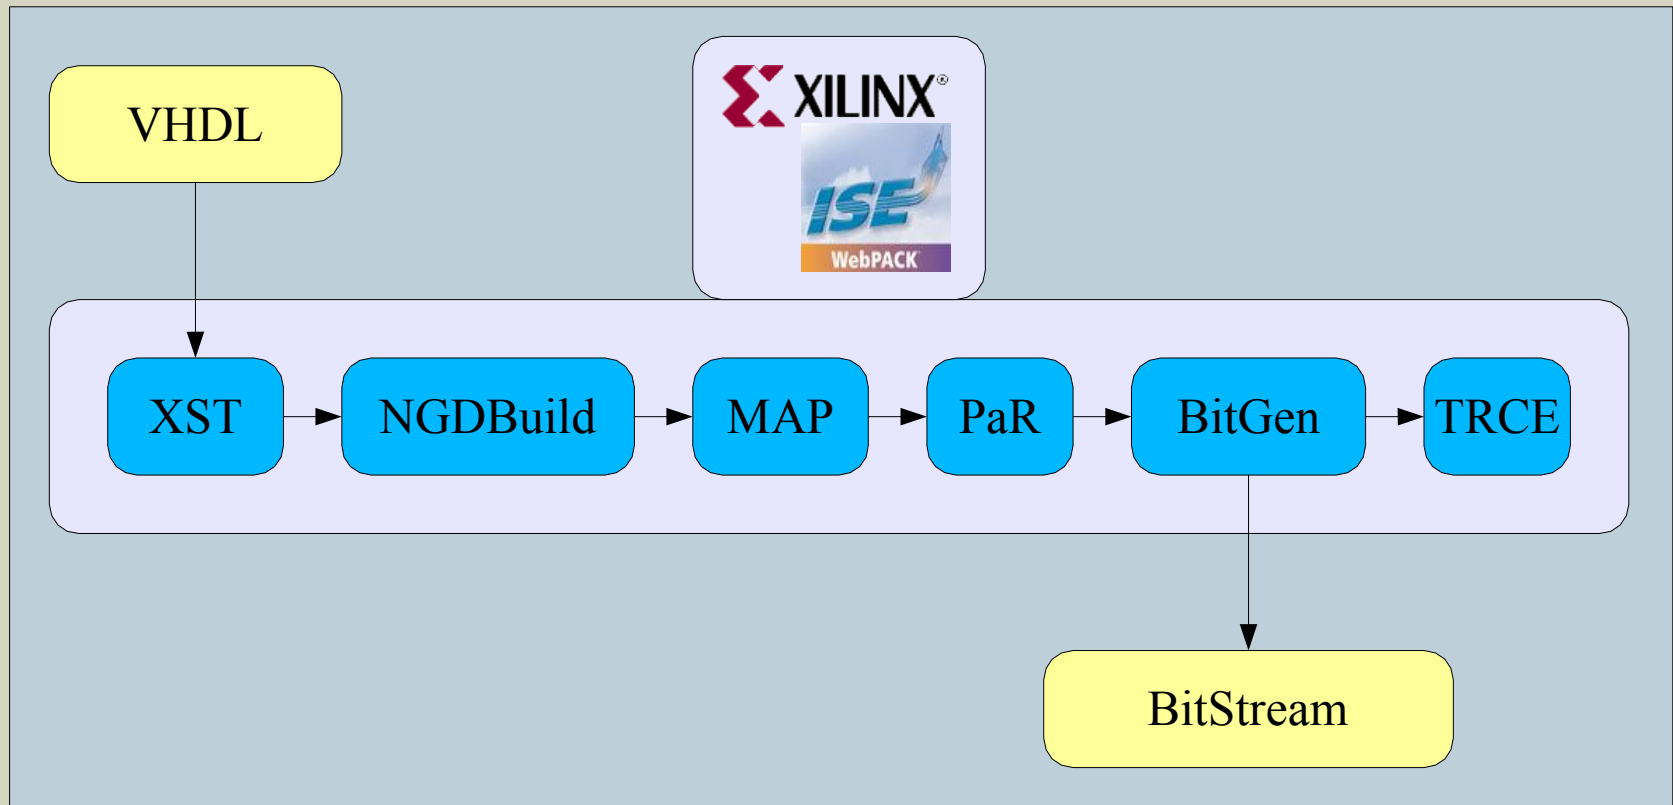 VHDL
XILINX®
ISE
WebPACK
XST
NGDBuild
MAP
PaR
BitGen
TRCE
BitStream